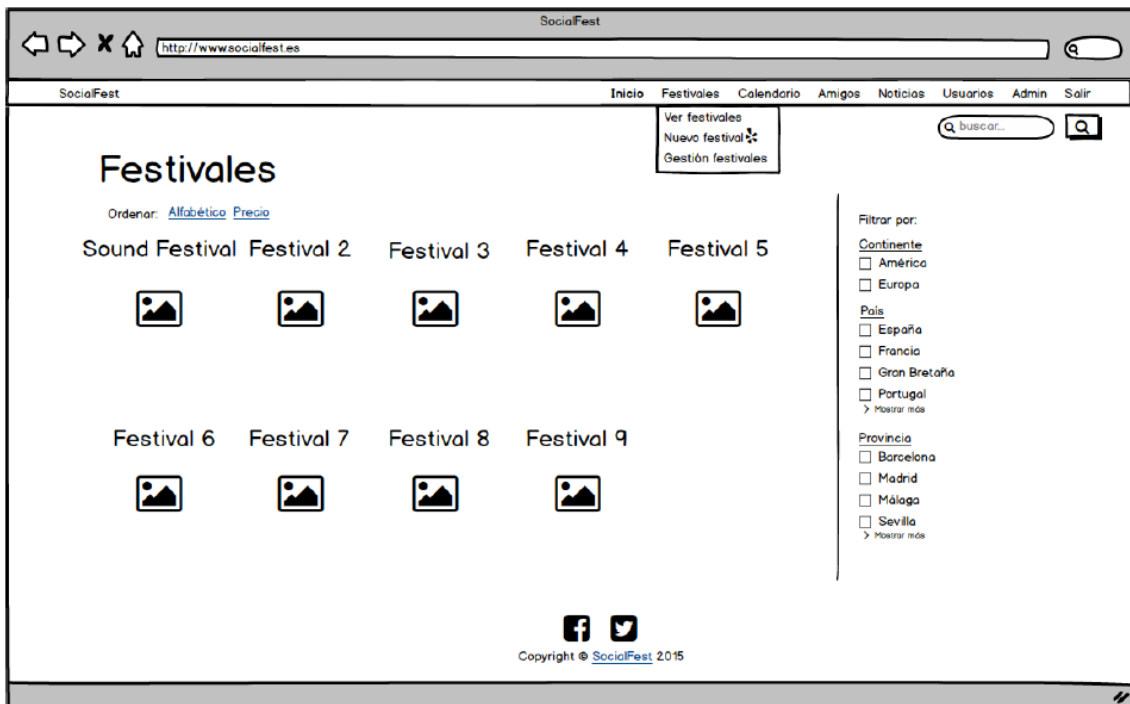 SocialFest
http://www.socialfest.es
SocialFest Inicio Festivales Calendario Amigos Noticias Usuarios Admin Salir
Ver festivales
Nuevo festival
Gestión festivales
buscar...
Festivales
Ordenar: Alfabético Precio
Sound Festival Festival 2 Festival 3 Festival 4 Festival 5
Festival 6 Festival 7 Festival 8 Festival 9
Filtrar por:
Continente
América
Europa
País
España
Francia
Gran Bretaña
Portugal
Mostrar más
Provincia
Barcelona
Madrid
Málaga
Sevilla
Mostrar más
Copyright © SocialFest 2015